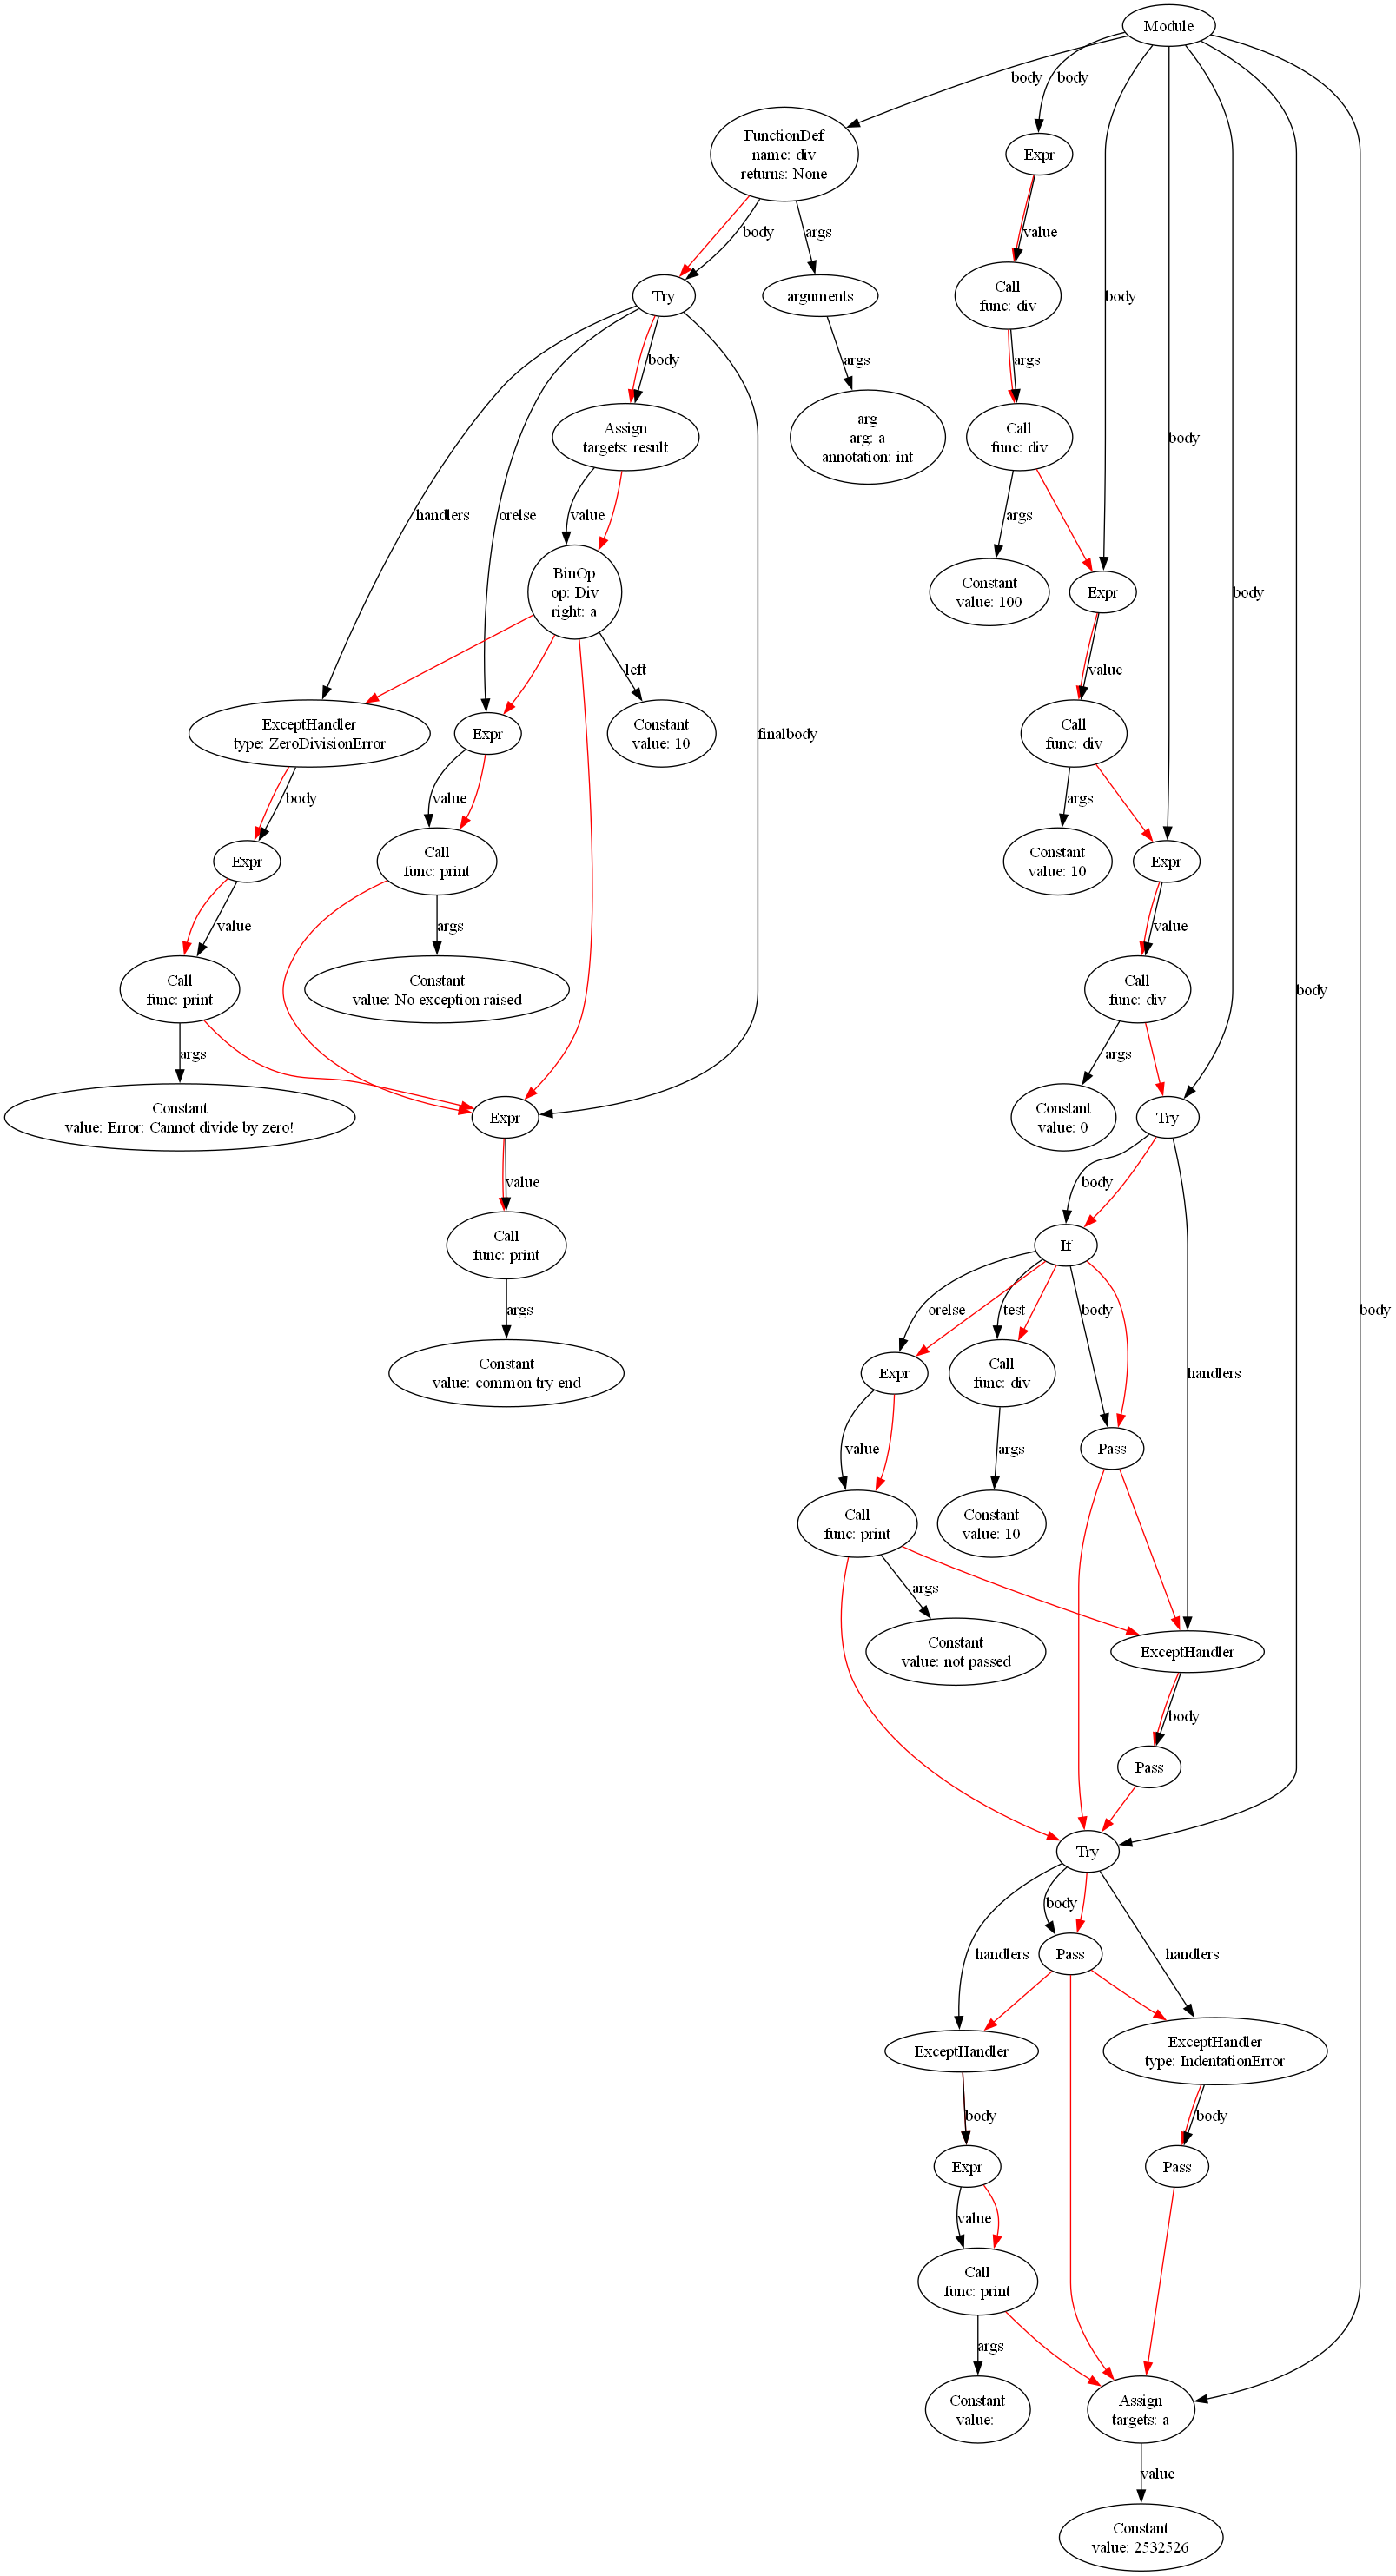 Module
body
body
FunctionDef
name: div
returns: None
Expr
body
args
value
Try
arguments
Call
func: div
body
body
args
args
Assign
targets: result
arg
arg: a
annotation: int
Call
func: div
body
handlers
orelse
value
args
BinOp
op: Div
right: a
Constant
value: 100
Expr
body
left
value
ExceptHandler
type: ZeroDivisionError
Expr
Constant
value: 10
finalbody
Call
func: div
body
value
args
Expr
Call
func: print
Constant
value: 10
Expr
value
args
value
Call
func: print
Constant
value: No exception raised
Call
func: div
body
args
args
Constant
value: Error: Cannot divide by zero!
Expr
Constant
value: 0
Try
value
body
Call
func: print
If
args
orelse
test
body
body
Constant
value: common try end
Expr
Call
func: div
handlers
value
args
Pass
Call
func: print
Constant
value: 10
args
Constant
value: not passed
ExceptHandler
body
Pass
Try
body
handlers
handlers
Pass
ExceptHandler
ExceptHandler
type: IndentationError
body
body
Expr
Pass
value
Call
func: print
args
Constant
value:
Assign
targets: a
value
Constant
value: 2532526